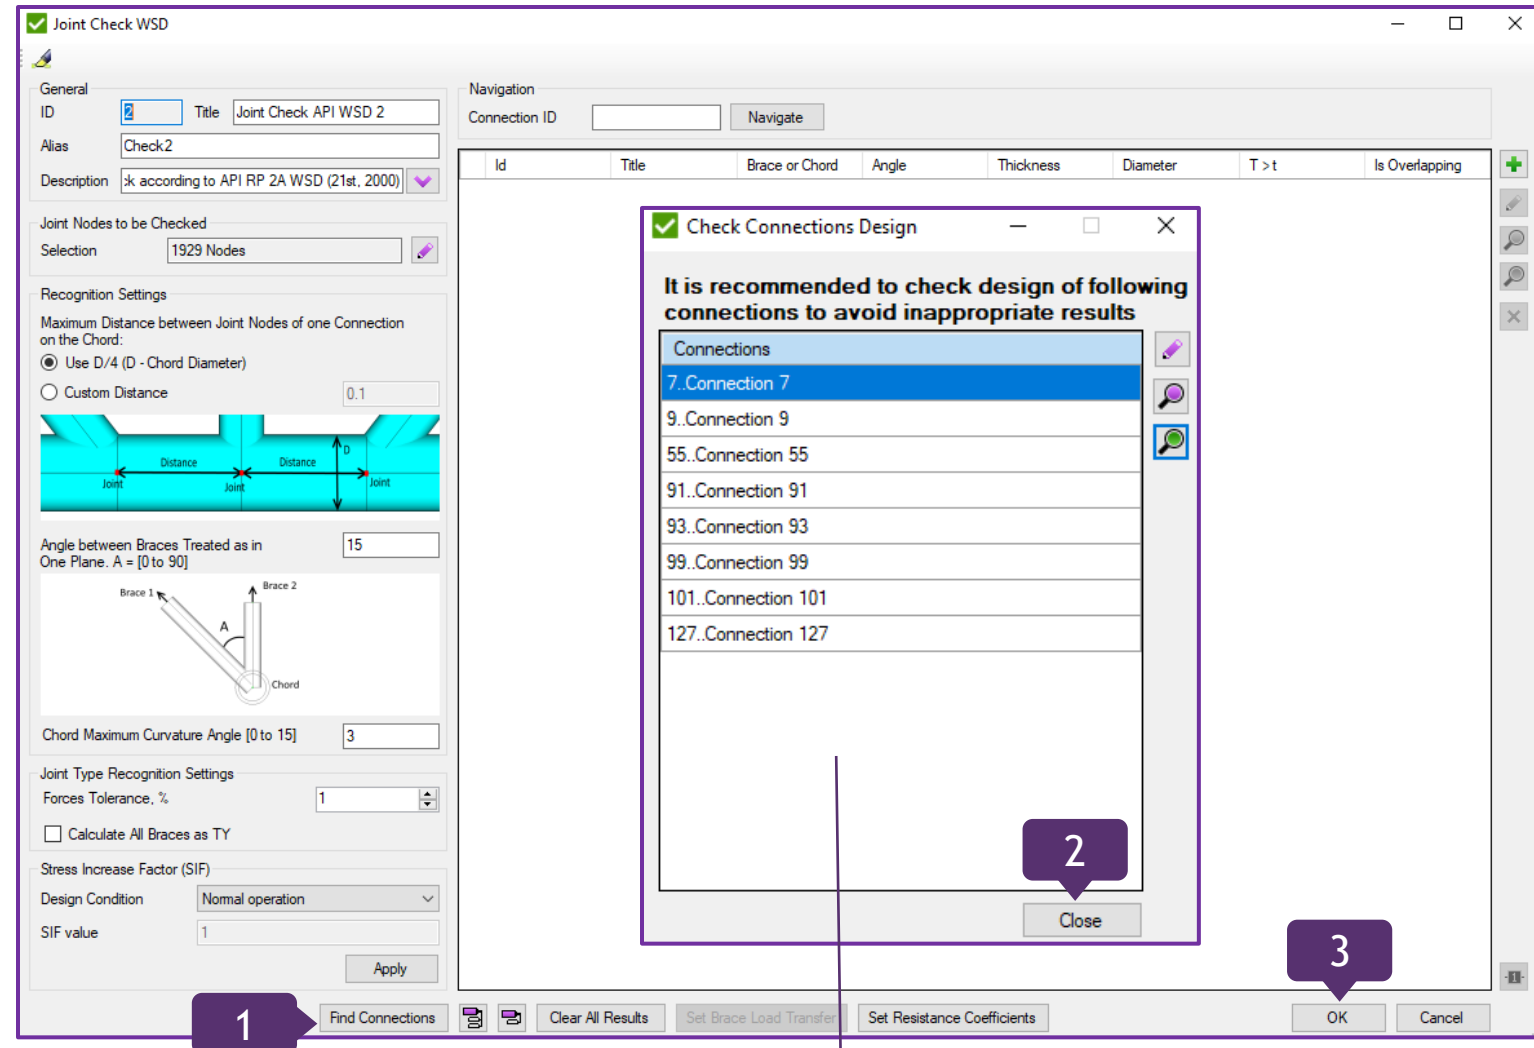 Joint Check WSD
General
ID 2 Title Joint Check API WSD 2
Alias Check2
Description :k according to API RP 2A WSD (21st, 2000)
Joint Nodes to be Checked
Selection 1929 Nodes
Recognition Settings
Maximum Distance between Joint Nodes of one Connection
on the Chord:
Use D/4 (D - Chord Diameter)
Custom Distance 0.1
D
Distance Distance
Joint Joint Joint
Angle between Braces Treated as in
One Plane. A = [0 to 90]
15
Brace 1 Brace 2
A
Chord
Chord Maximum Curvature Angle [0 to 15] 3
Joint Type Recognition Settings
Forces Tolerance, % 1
Calculate All Braces as TY
Stress Increase Factor (SIF)
Design Condition Normal operation
SIF value 1
Apply
Navigation
Connection ID Navigate
Id Title Brace or Chord Angle Thickness Diameter T > t Is Overlapping
Check Connections Design
It is recommended to check design of following
connections to avoid inappropriate results
Connections
7..Connection 7
9..Connection 9
55..Connection 55
91..Connection 91
93..Connection 93
99..Connection 99
101..Connection 101
127..Connection 127
2
Close
3
1
Find Connections Clear All Results Set Brace Load Transfer Set Resistance Coefficients OK Cancel